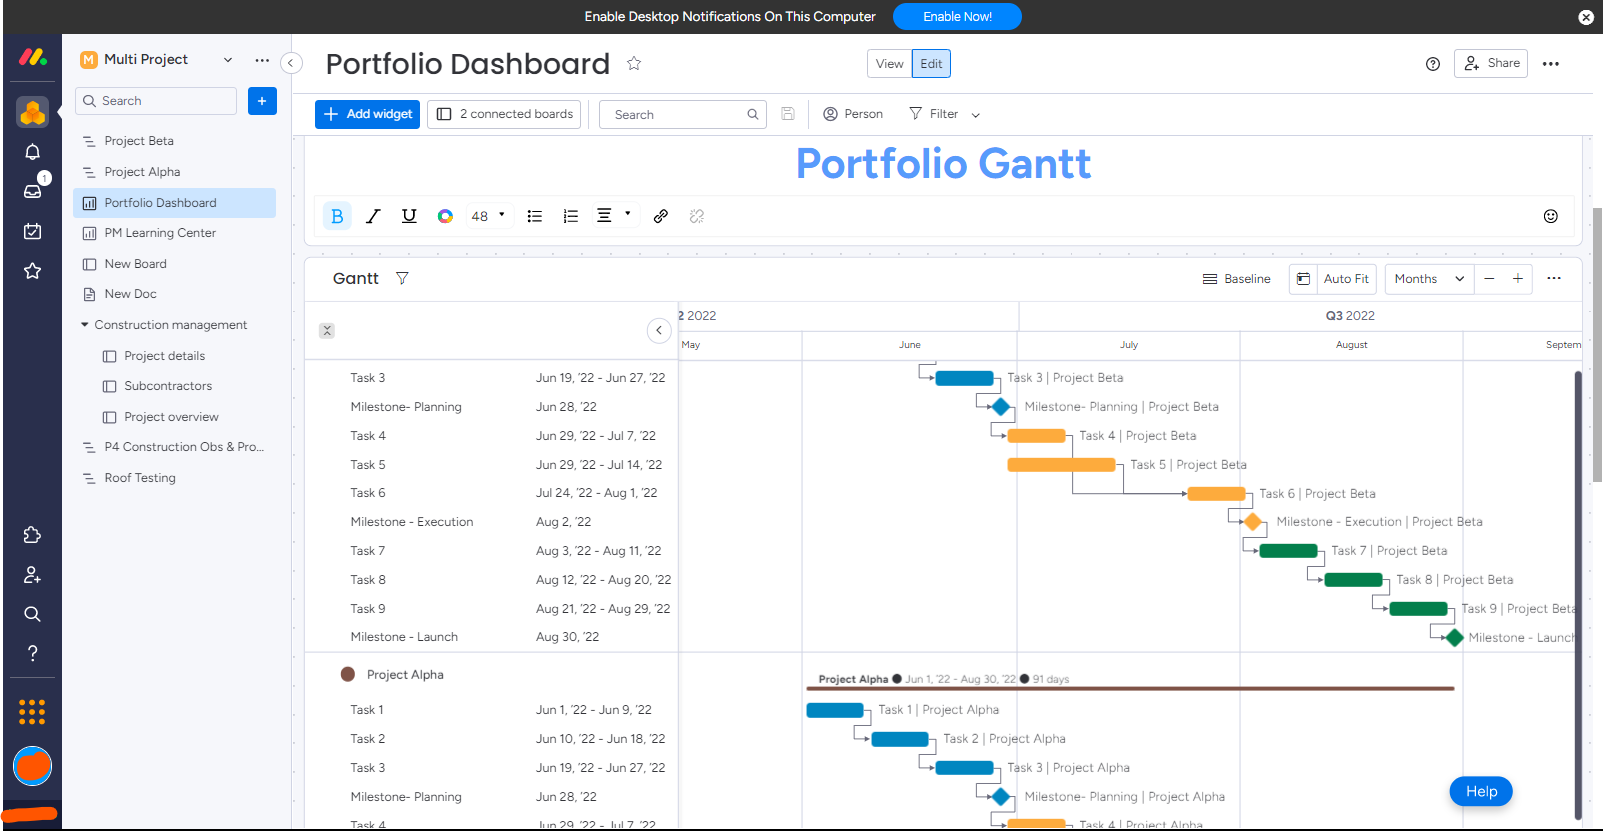 Enable Desktop Notifications On This Computer Enable Now!
M Multi Project
Search
Project Beta
Project Alpha
Portfolio Dashboard
PM Learning Center
New Board
New Doc
Construction management
Project details
Subcontractors
Project overview
P4 Construction Obs & Pro...
Roof Testing
1
Portfolio Dashboard
View Edit
Share
Add widget 2 connected boards Search Person Filter
Portfolio Gantt
B I U 48
Gantt Baseline Auto Fit Months
2 2022 Q3 2022
May June July August Septem
Task 3 Jun 19, '22 - Jun 27, '22 Task 3 | Project Beta
Milestone- Planning Jun 28, '22 Milestone- Planning | Project Beta
Task 4 Jun 29, '22 - Jul 7, '22 Task 4 | Project Beta
Task 5 Jun 29, '22 - Jul 14, '22 Task 5 | Project Beta
Task 6 Jul 24, '22 - Aug 1, '22 Task 6 | Project Beta
Milestone - Execution Aug 2, '22 Milestone - Execution | Project Beta
Task 7 Aug 3, '22 - Aug 11, '22 Task 7 | Project Beta
Task 8 Aug 12, '22 - Aug 20, '22 Task 8 | Project Beta
Task 9 Aug 21, '22 - Aug 29, '22 Task 9 | Project Beta
Milestone - Launch Aug 30, '22 Milestone - Launch
Project Alpha Project Alpha ● Jun 1, '22 - Aug 30, '22 ● 91 days
Task 1 Jun 1, '22 - Jun 9, '22 Task 1 | Project Alpha
Task 2 Jun 10, '22 - Jun 18, '22 Task 2 | Project Alpha
Task 3 Jun 19, '22 - Jun 27, '22 Task 3 | Project Alpha
Milestone- Planning Jun 28, '22 Milestone- Planning | Project Alpha
Task 4 Jun 29, '22 - Jul 7, '22 Task 4 | Project Alpha
Help